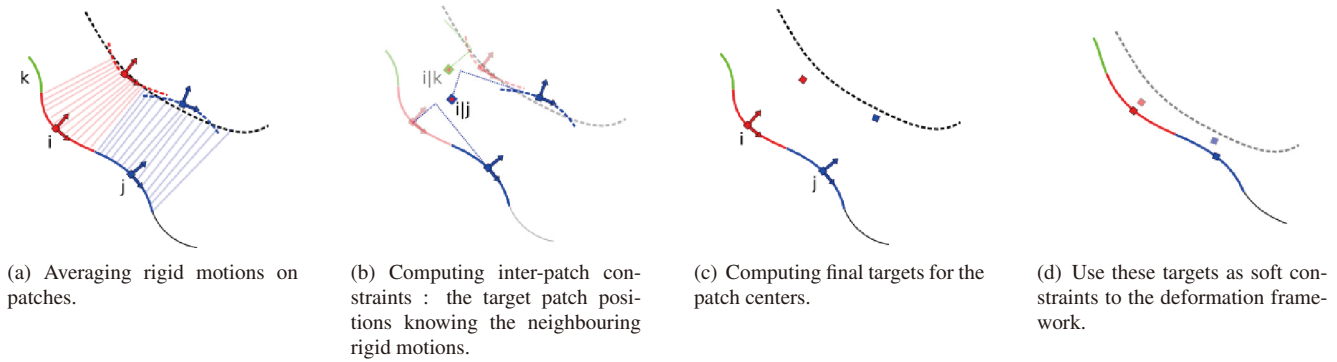 k
i
j
i|k
i|j
i
j
(a) Averaging rigid motions on
patches.
(b) Computing inter-patch con-
straints : the target patch posi-
tions knowing the neighbouring
rigid motions.
(c) Computing final targets for the
patch centers.
(d) Use these targets as soft con-
straints to the deformation frame-
work.